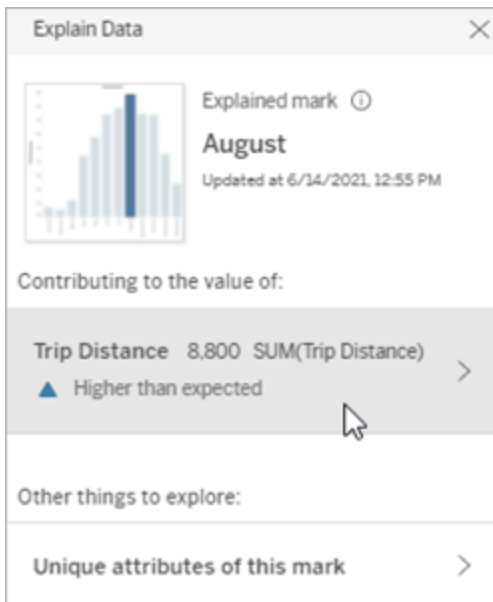 Explain Data
Explained mark
August
Updated at 6/14/2021, 12:55 PM
Contributing to the value of:
Trip Distance 8,800 SUM(Trip Distance)
Higher than expected
Other things to explore:
Unique attributes of this mark